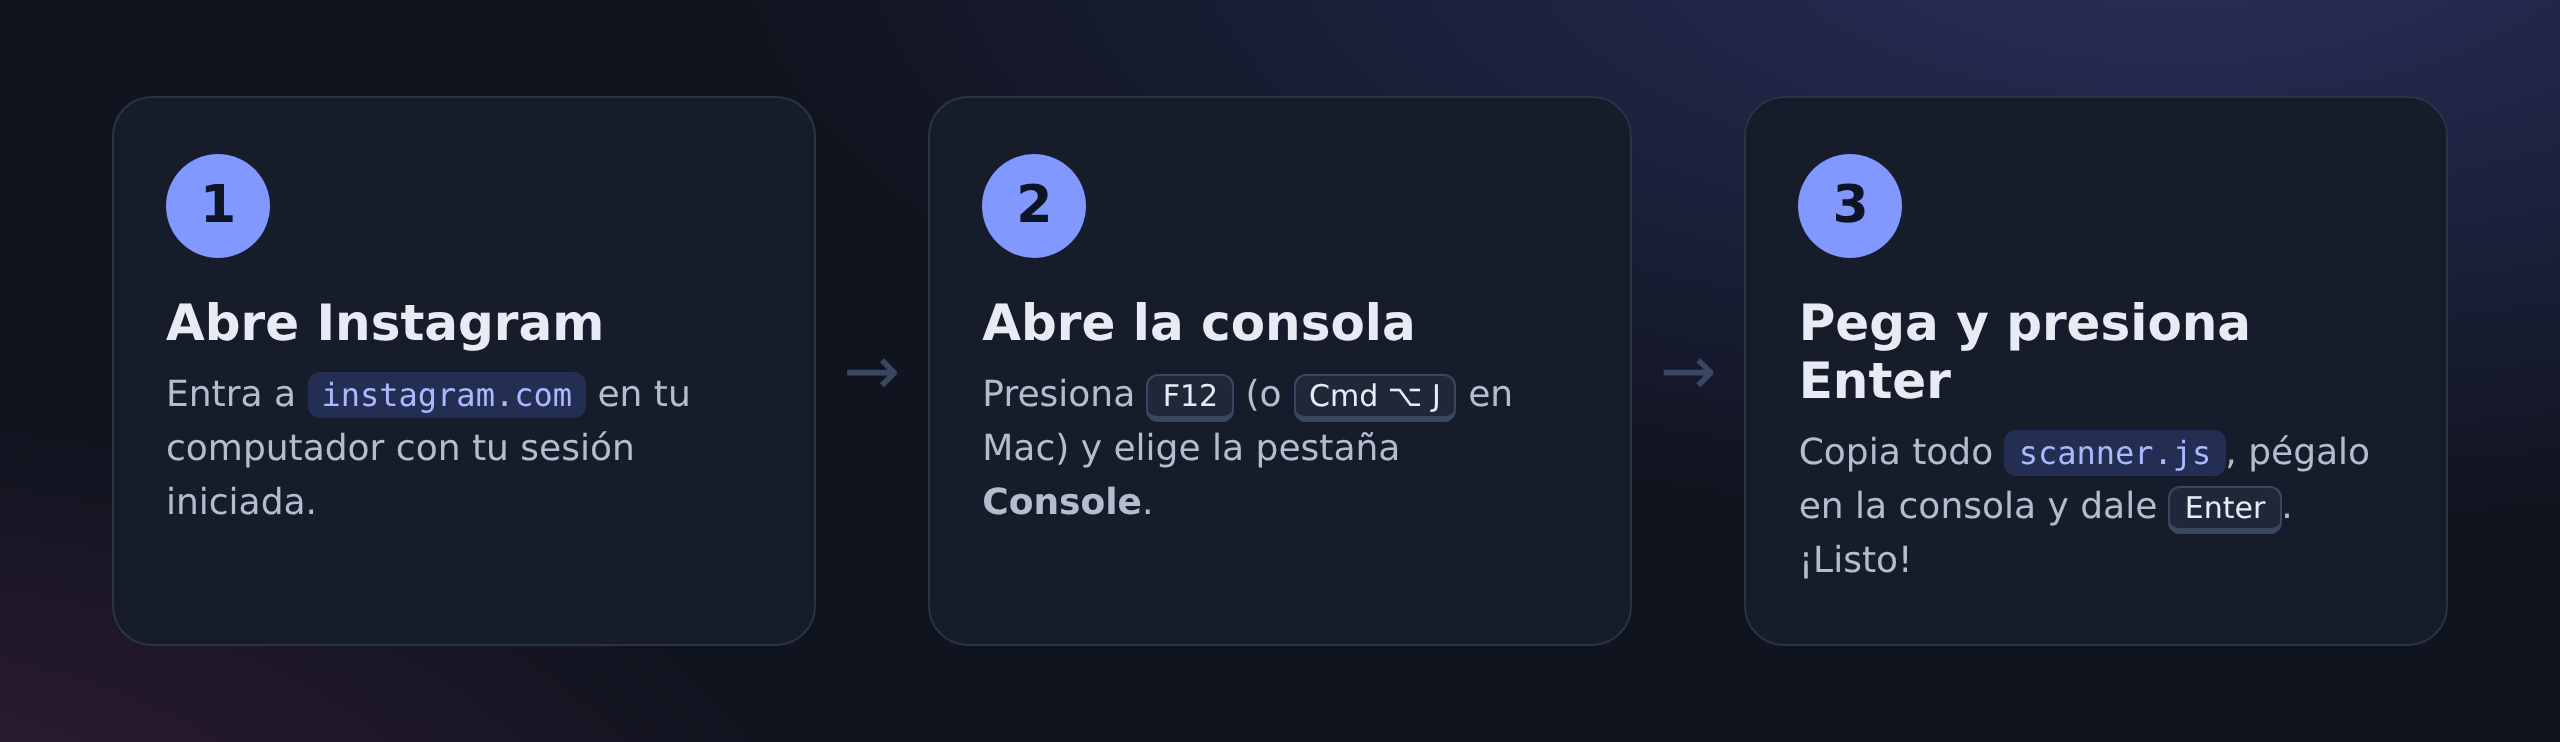 1
Abre Instagram
Entra a instagram.com en tu
computador con tu sesión
iniciada.
→
2
Abre la consola
Presiona F12 (o Cmd ⌥ J en
Mac) y elige la pestaña
Console.
→
3
Pega y presiona
Enter
Copia todo scanner.js, pégalo
en la consola y dale Enter.
¡Listo!